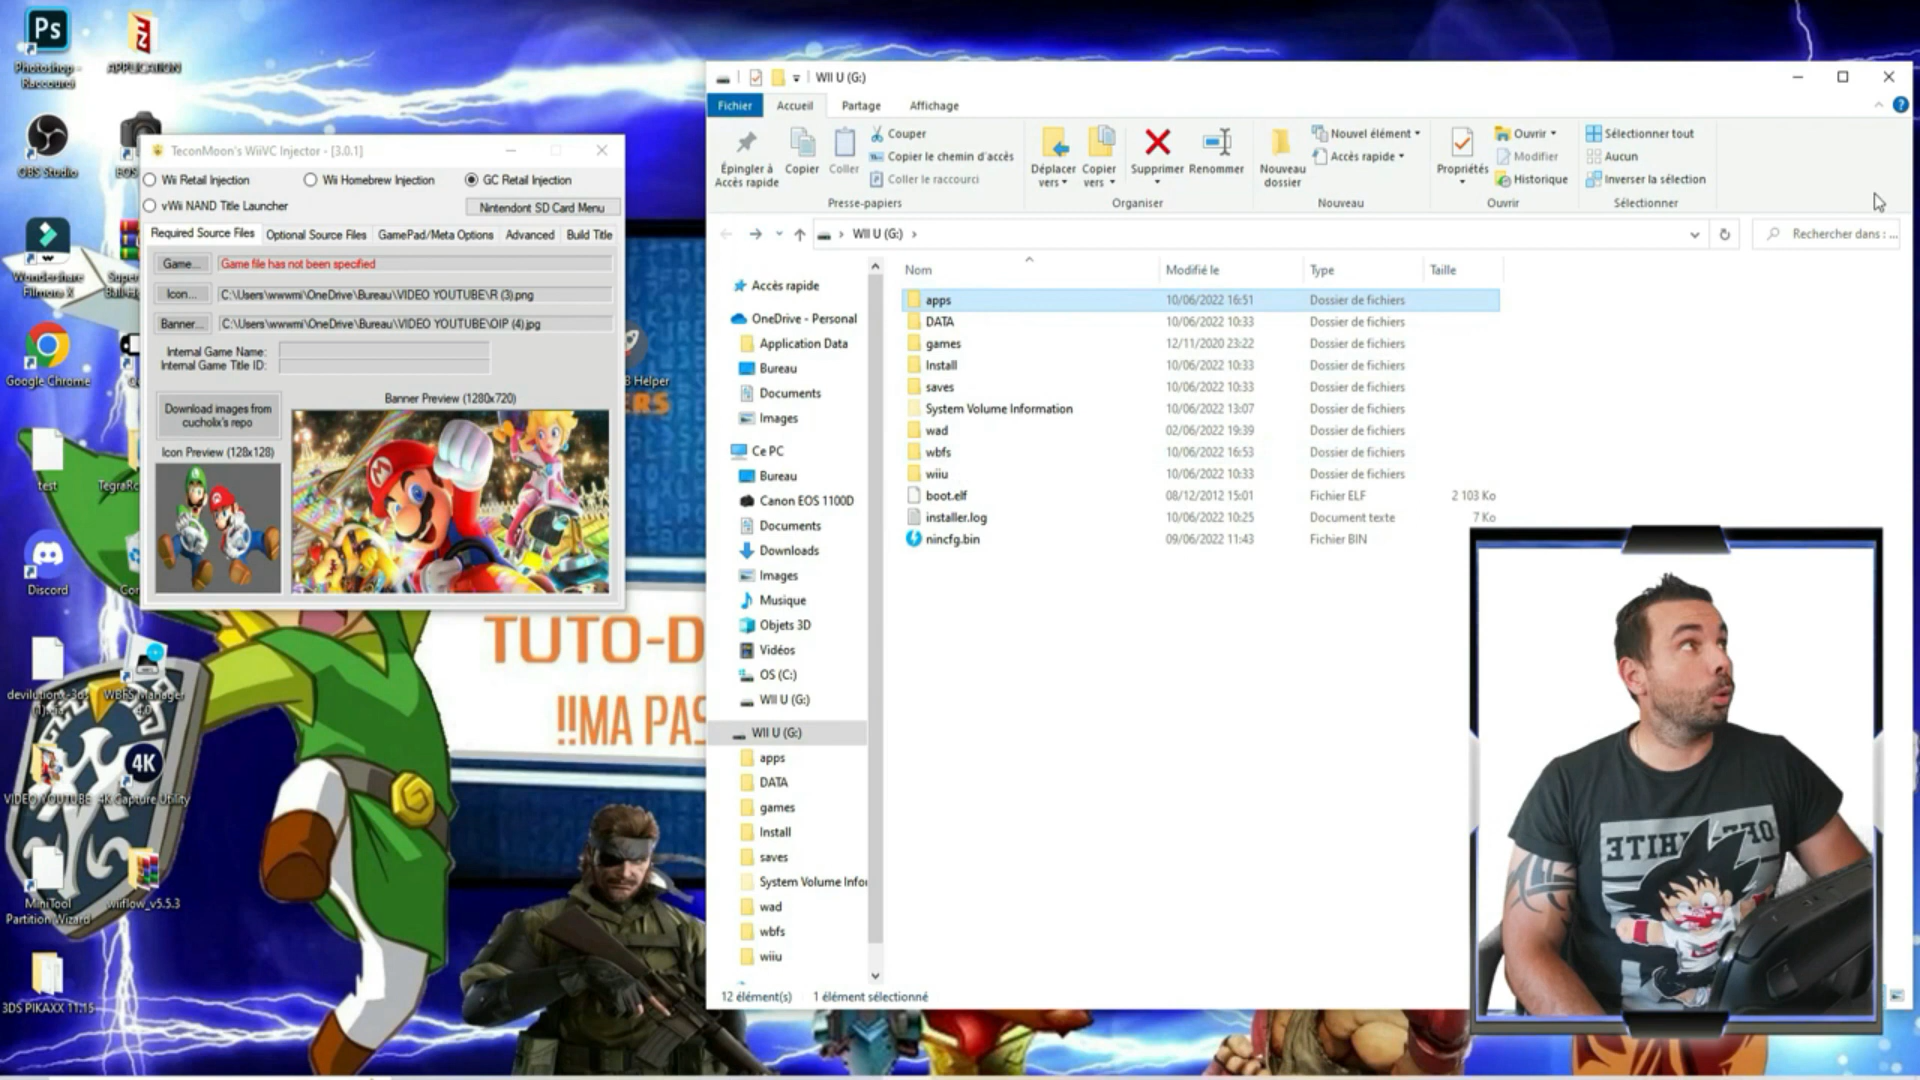 Photoshop - Raccourci
APPLICATION
OBS Studio
EOS
Wondershare Filmora X
Google Chrome
test
Discord
WBFS Manager
4K
VIDEO YOUTUBE
4K Capture Utility
MiniTool Partition Wizard
wiiflow_v5.5.3
3DS PIKAXX 11.15
TeconMoon's WiiVC Injector - [3.0.1]
Wii Retail Injection
Wii Homebrew Injection
GC Retail Injection
vWii NAND Title Launcher
Nintendont SD Card Menu
Required Source Files
Optional Source Files
GamePad/Meta Options
Advanced
Build Title
Game...
Game file has not been specified
Icon...
C:\Users\wwwmi\OneDrive\Bureau\VIDEO YOUTUBE\R (3).png
Banner...
C:\Users\wwwmi\OneDrive\Bureau\VIDEO YOUTUBE\OIP (4).jpg
Internal Game Name:
Internal Game Title ID:
Download images from cucholix's repo
Banner Preview (1280x720)
Icon Preview (128x128)
Helper
TUTO-D
!!MA PAS
WII U (G:)
Fichier
Accueil
Partage
Affichage
Épingler à Accès rapide
Copier
Coller
Couper
Copier le chemin d'accès
Coller le raccourci
Presse-papiers
Déplacer vers
Copier vers
Supprimer
Renommer
Organiser
Nouveau dossier
Nouvel élément
Accès rapide
Nouveau
Propriétés
Ouvrir
Modifier
Historique
Ouvrir
Sélectionner tout
Aucun
Inverser la sélection
Sélectionner
WII U (G:)
Rechercher dans : ...
Accès rapide
OneDrive - Personal
Application Data
Bureau
Documents
Images
Ce PC
Bureau
Canon EOS 1100D
Documents
Downloads
Images
Musique
Objets 3D
Vidéos
OS (C:)
WII U (G:)
WII U (G:)
apps
DATA
games
Install
saves
System Volume Infor
wad
wbfs
wiiu
Nom Modifié le Type Taille
apps 10/06/2022 16:51 Dossier de fichiers
DATA 10/06/2022 10:33 Dossier de fichiers
games 12/11/2020 23:22 Dossier de fichiers
Install 10/06/2022 10:33 Dossier de fichiers
saves 10/06/2022 10:33 Dossier de fichiers
System Volume Information 10/06/2022 13:07 Dossier de fichiers
wad 02/06/2022 19:39 Dossier de fichiers
wbfs 10/06/2022 16:53 Dossier de fichiers
wiiu 10/06/2022 10:33 Dossier de fichiers
boot.elf 08/12/2012 15:01 Fichier ELF 2 103 Ko
installer.log 10/06/2022 10:25 Document texte 7 Ko
nincfg.bin 09/06/2022 11:43 Fichier BIN
12 élément(s) 1 élément sélectionné